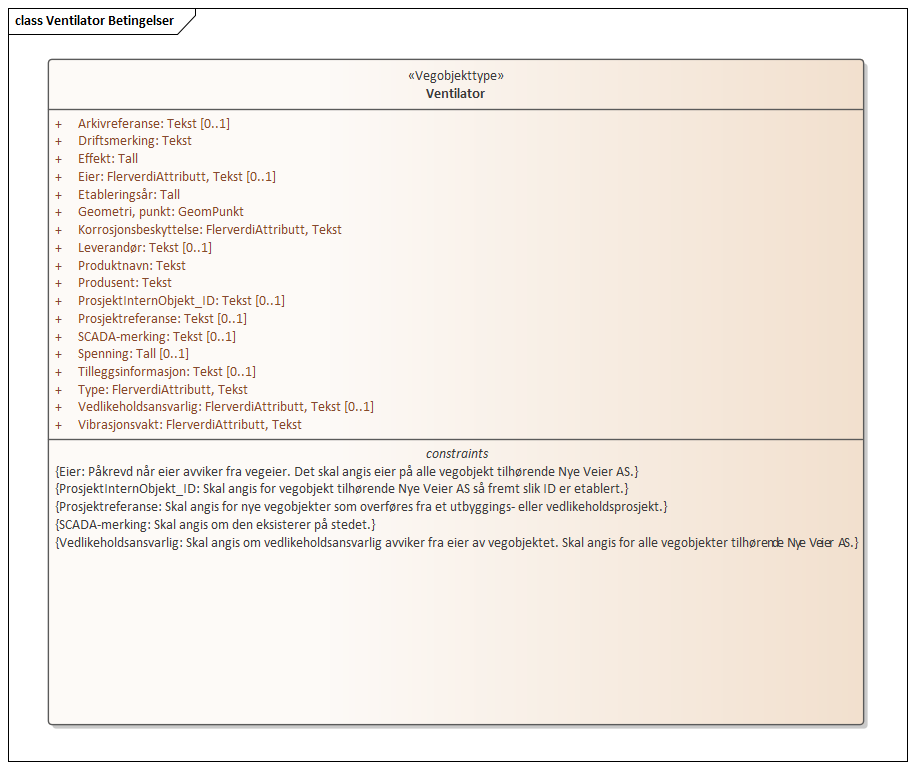 class Ventilator Betingelser
«Vegobjekttype»
Ventilator
+ Arkivreferanse: Tekst [0..1]
+ Driftsmerking: Tekst
+ Effekt: Tall
+ Eier: FlerverdiAttributt, Tekst [0..1]
+ Etableringsår: Tall
+ Geometri, punkt: GeomPunkt
+ Korrosjonsbeskyttelse: FlerverdiAttributt, Tekst
+ Leverandør: Tekst [0..1]
+ Produktnavn: Tekst
+ Produsent: Tekst
+ ProsjektInternObjekt_ID: Tekst [0..1]
+ Prosjektreferanse: Tekst [0..1]
+ SCADA-merking: Tekst [0..1]
+ Spenning: Tall [0..1]
+ Tilleggsinformasjon: Tekst [0..1]
+ Type: FlerverdiAttributt, Tekst
+ Vedlikeholdsansvarlig: FlerverdiAttributt, Tekst [0..1]
+ Vibrasjonsvakt: FlerverdiAttributt, Tekst
constraints
{Eier: Påkrevd når eier avviker fra vegeier. Det skal angis eier på alle vegobjekt tilhørende Nye Veier AS.}
{ProsjektInternObjekt_ID: Skal angis for vegobjekt tilhørende Nye Veier AS så fremt slik ID er etablert.}
{Prosjektreferanse: Skal angis for nye vegobjekter som overføres fra et utbyggings- eller vedlikeholdsprosjekt.}
{SCADA-merking: Skal angis om den eksisterer på stedet.}
{Vedlikeholdsansvarlig: Skal angis om vedlikeholdsansvarlig avviker fra eier av vegobjektet. Skal angis for alle vegobjekter tilhørende Nye Veier AS.}